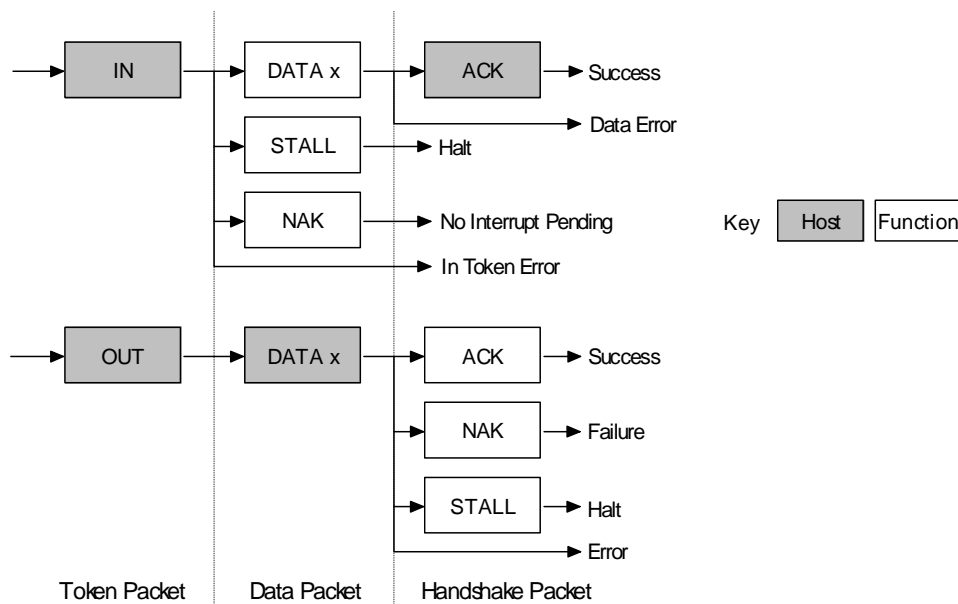 IN
DATA x
ACK
Success
Data Error
STALL
Halt
NAK
No Interrupt Pending
Key
Host
Function
In Token Error
OUT
DATA x
ACK
Success
NAK
Failure
STALL
Halt
Error
Token Packet
Data Packet
Handshake Packet